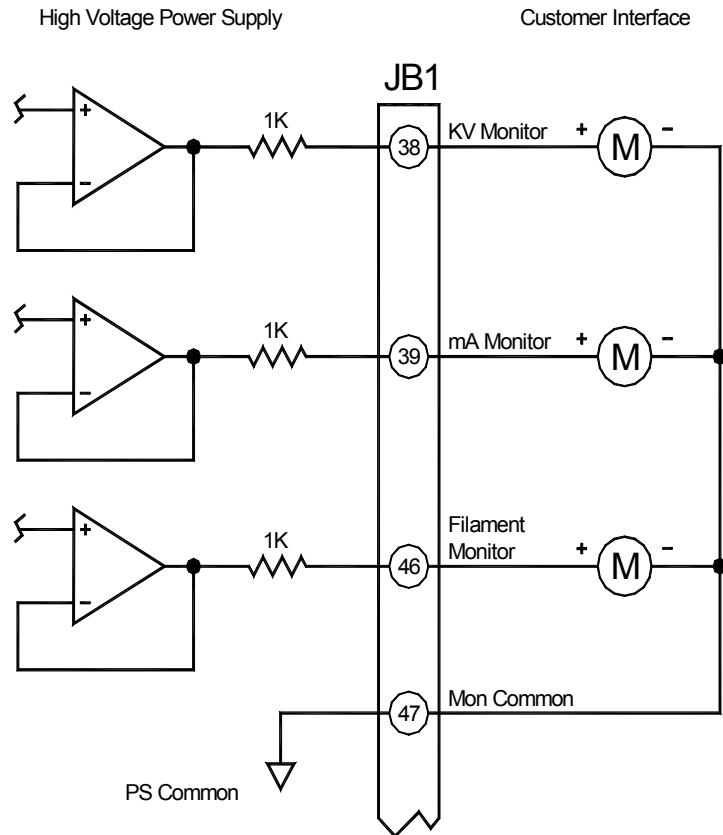 High Voltage Power Supply
Customer Interface
JB1
+
-
1K
38
KV Monitor
+
M
-
+
-
1K
39
mA Monitor
+
M
-
+
-
1K
46
Filament
Monitor
+
M
-
47
Mon Common
PS Common